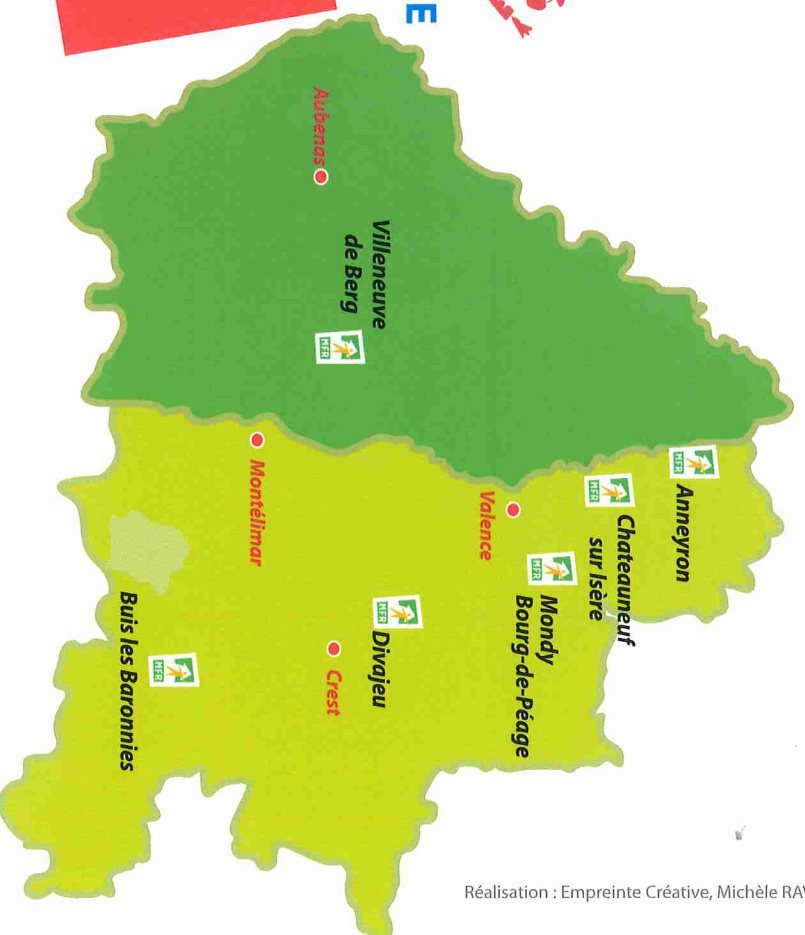 E
Anneyron
MFR
Chateauneuf
sur Isère
MFR
Mondy
Bourg-de-Péage
MFR
Valence
Villeneuve
de Berg
MFR
Aubenas
Divajeu
MFR
Crest
Montélimar
Buis les Baronnies
MFR
Réalisation : Empreinte Créative, Michèle RAV